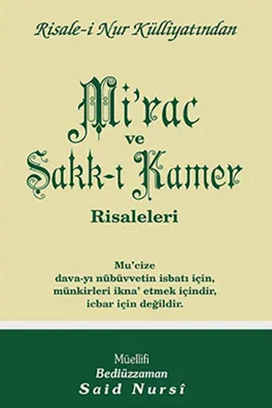 Risale-i Nur Külliyatından
Mi'rac
ve
Şakk-ı Kamer
Risaleleri
Mu'cize
dava-yı nübüvvetin isbatı için,
münkirleri ikna' etmek içindir,
icbar için değildir.
Müellifi
Bedîüzzaman
Said Nursî